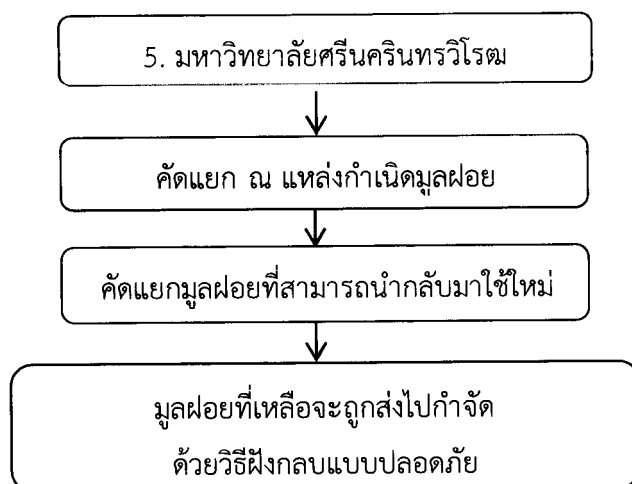 5. มหาวิทยาลัยศรีนครินทรวิโรฒ
คัดแยก ณ แหล่งกำเนิดมูลฝอย
คัดแยกมูลฝอยที่สามารถนำกลับมาใช้ใหม่
มูลฝอยที่เหลือจะถูกส่งไปกำจัด
ด้วยวิธีฝังกลบแบบปลอดภัย